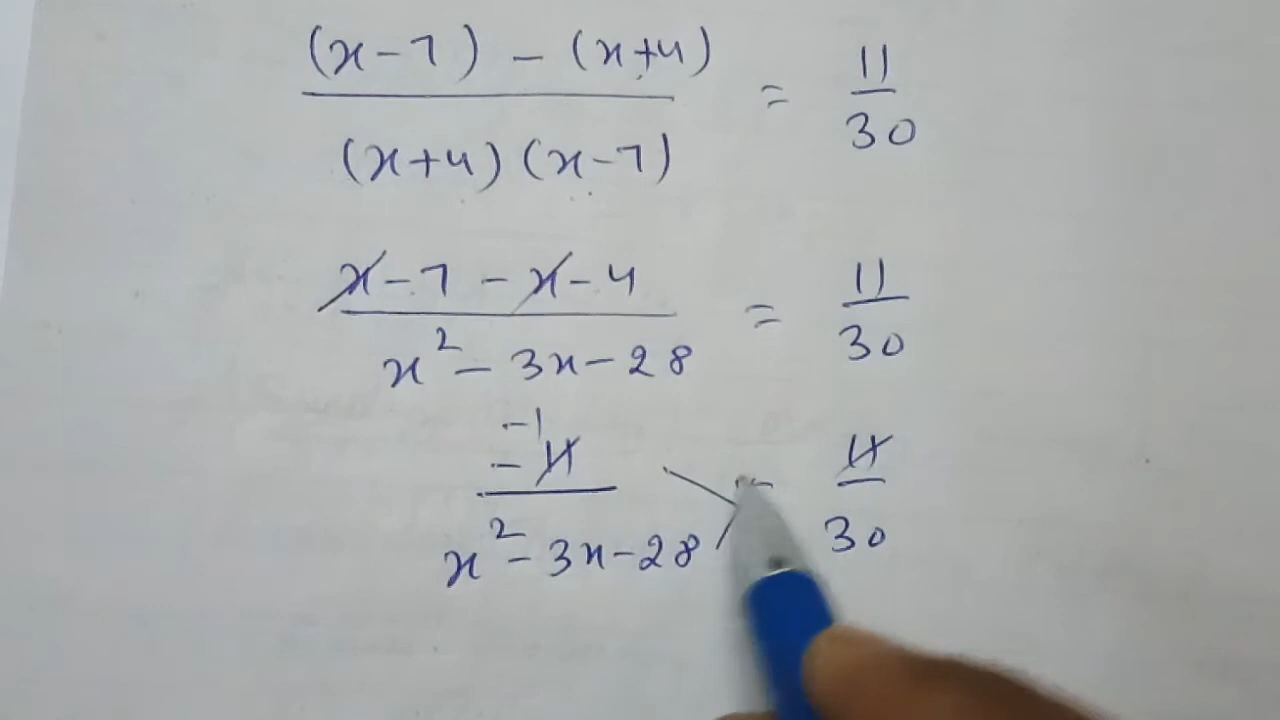 (x-7) - (x+4)
= 11
30
(x+4) (x-7)
x-7 - x-4
= 11
30
x² - 3x - 28
-1
-11
= 11
30
x² - 3x - 28